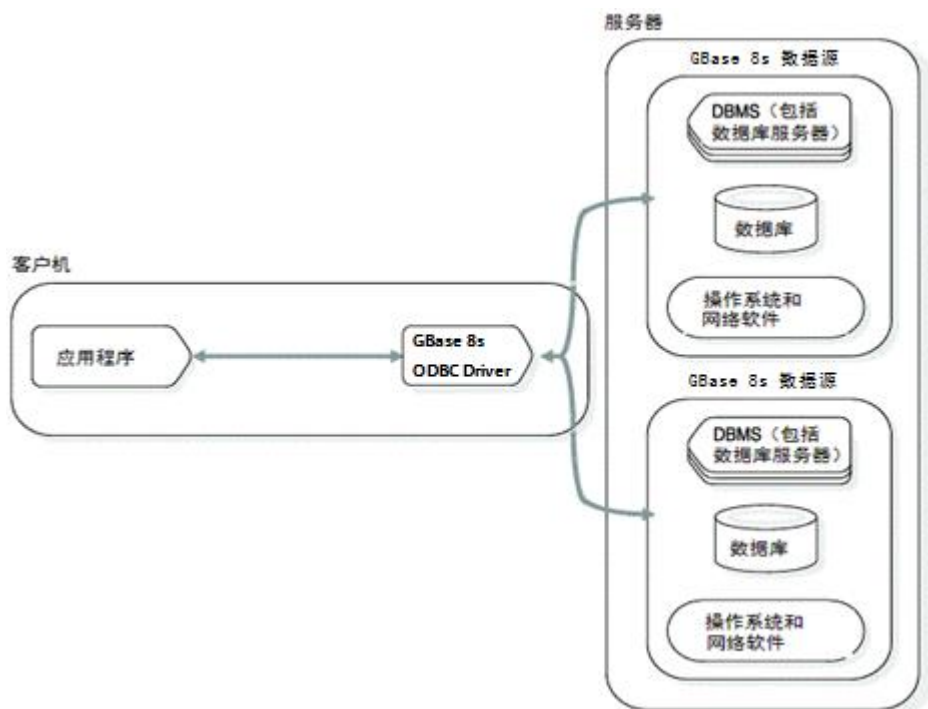 服务器
GBase 8s 数据源
DBMS（包括
数据库服务器）
数据库
操作系统和
网络软件
客户机
应用程序
GBase 8s
ODBC Driver
GBase 8s 数据源
DBMS（包括
数据库服务器）
数据库
操作系统和
网络软件